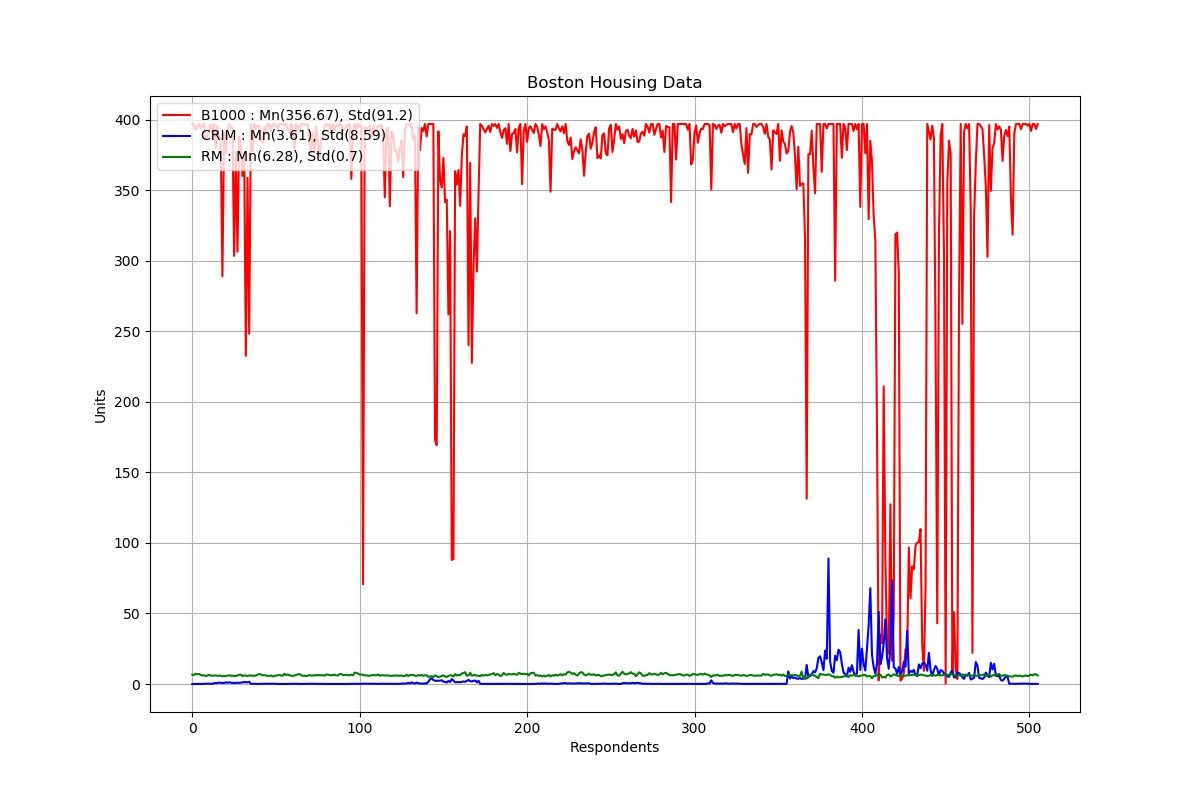 Boston Housing Data
B1000 : Mn(356.67), Std(91.2)
CRIM : Mn(3.61), Std(8.59)
RM : Mn(6.28), Std(0.7)
400
350
300
250
200
150
100
50
0
Units
0 100 200 300 400 500
Respondents